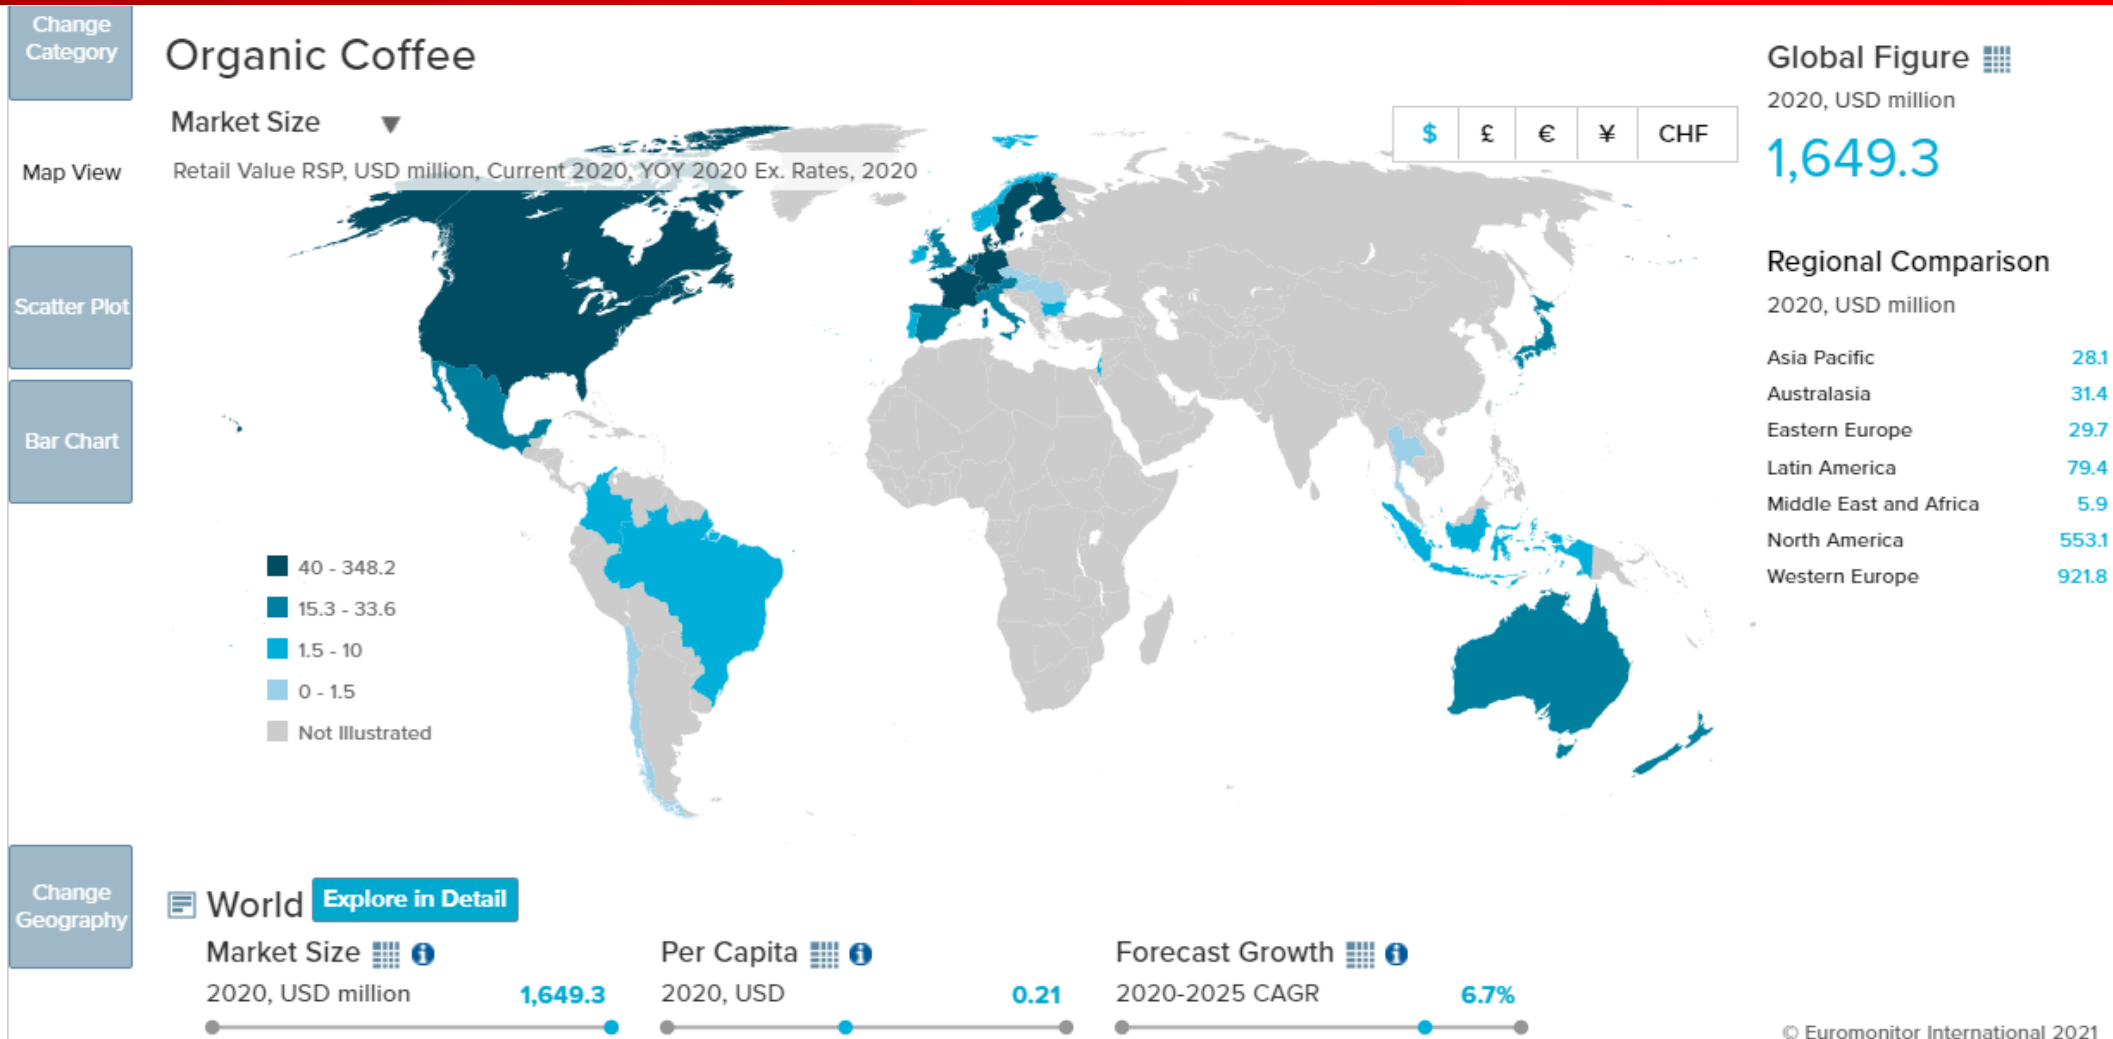 Change
Category
Organic Coffee
Market Size
Retail Value RSP, USD million, Current 2020, YOY 2020 Ex. Rates, 2020
$ £ € ¥ CHF
Map View
Scatter Plot
Bar Chart
40 - 348.2
15.3 - 33.6
1.5 - 10
0 - 1.5
Not Illustrated
Global Figure
2020, USD million
1,649.3
Regional Comparison
2020, USD million
Asia Pacific 28.1
Australasia 31.4
Eastern Europe 29.7
Latin America 79.4
Middle East and Africa 5.9
North America 553.1
Western Europe 921.8
Change
Geography
World Explore in Detail
Market Size
2020, USD million 1,649.3
Per Capita
2020, USD 0.21
Forecast Growth
2020-2025 CAGR 6.7%
© Euromonitor International 2021